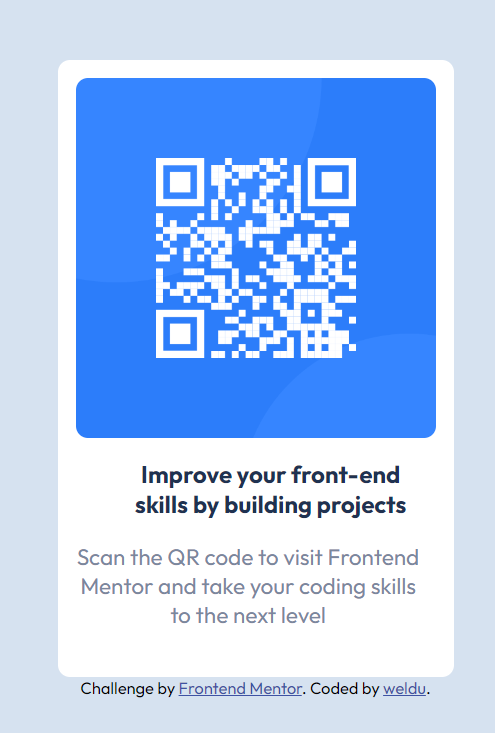 Improve your front-end
skills by building projects
Scan the QR code to visit Frontend
Mentor and take your coding skills
to the next level
Challenge by Frontend Mentor. Coded by weldu.